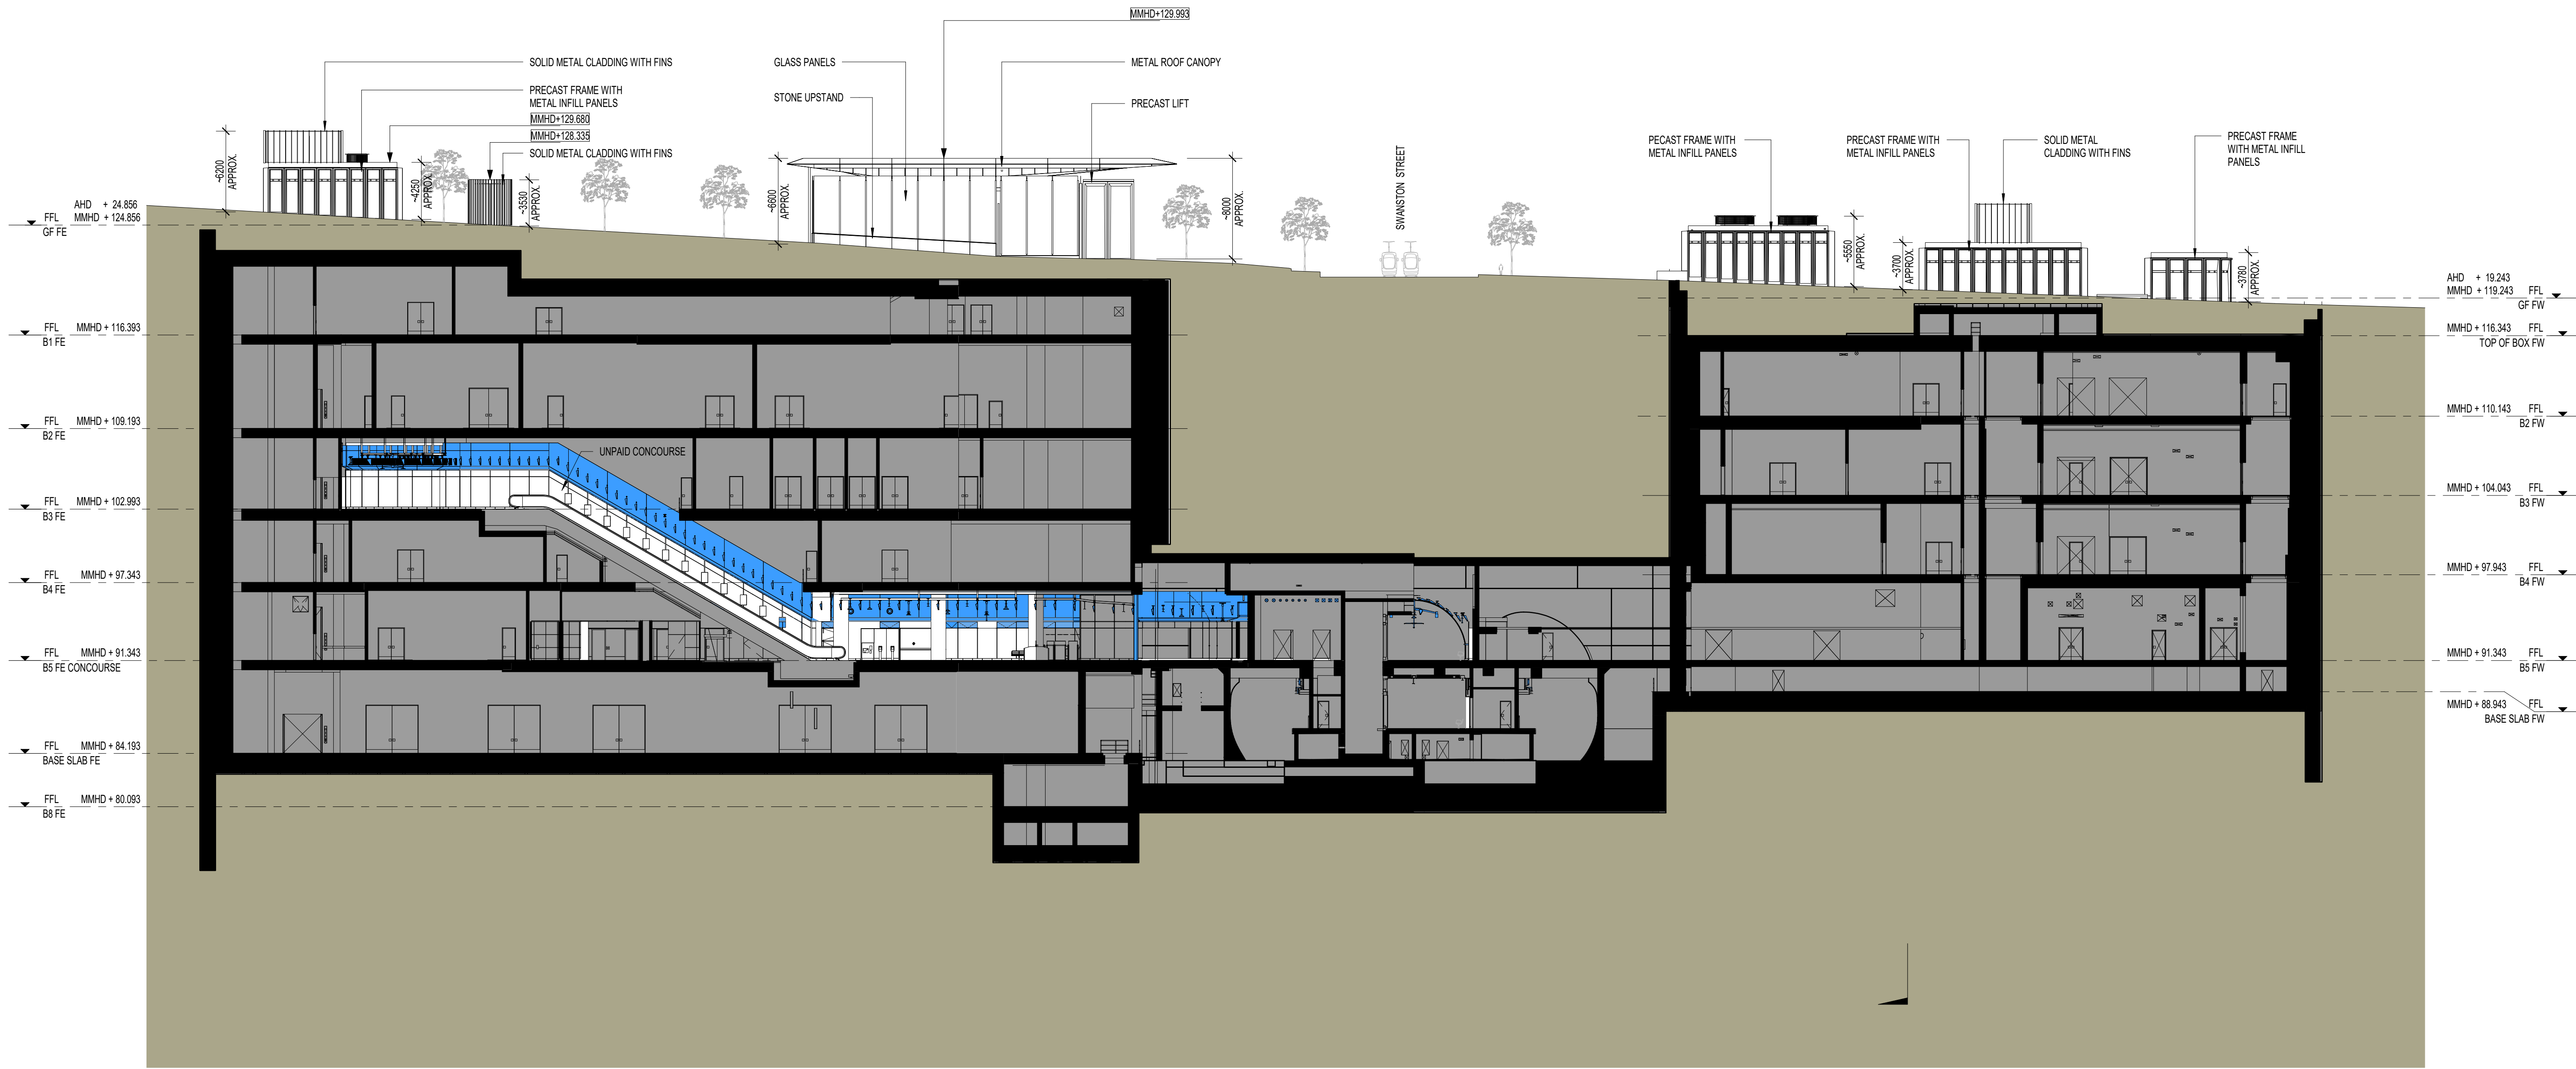 MMHD+129.993
SOLID METAL CLADDING WITH FINS
PRECAST FRAME WITH
METAL INFILL PANELS
MMHD+129.680
MMHD+128.335
SOLID METAL CLADDING WITH FINS
GLASS PANELS
STONE UPSTAND
METAL ROOF CANOPY
PRECAST LIFT
SWANSTON STREET
PECAST FRAME WITH
METAL INFILL PANELS
PRECAST FRAME WITH
METAL INFILL PANELS
SOLID METAL
CLADDING WITH FINS
PRECAST FRAME
WITH METAL INFILL
PANELS
~6200
APPROX.
~4250
APPROX.
~3530
APPROX.
~6600
APPROX.
~8000
APPROX.
~5550
APPROX.
~3700
APPROX.
~3780
APPROX.
AHD + 24.856
FFL MMHD + 124.856
GF FE
FFL MMHD + 116.393
B1 FE
FFL MMHD + 109.193
B2 FE
FFL MMHD + 102.993
B3 FE
FFL MMHD + 97.343
B4 FE
FFL MMHD + 91.343
B5 FE CONCOURSE
FFL MMHD + 84.193
BASE SLAB FE
FFL MMHD + 80.093
B8 FE
UNPAID CONCOURSE
AHD + 19.243
MMHD + 119.243 FFL
GF FW
MMHD + 116.343 FFL
TOP OF BOX FW
MMHD + 110.143 FFL
B2 FW
MMHD + 104.043 FFL
B3 FW
MMHD + 97.943 FFL
B4 FW
MMHD + 91.343 FFL
B5 FW
MMHD + 88.943 FFL
BASE SLAB FW